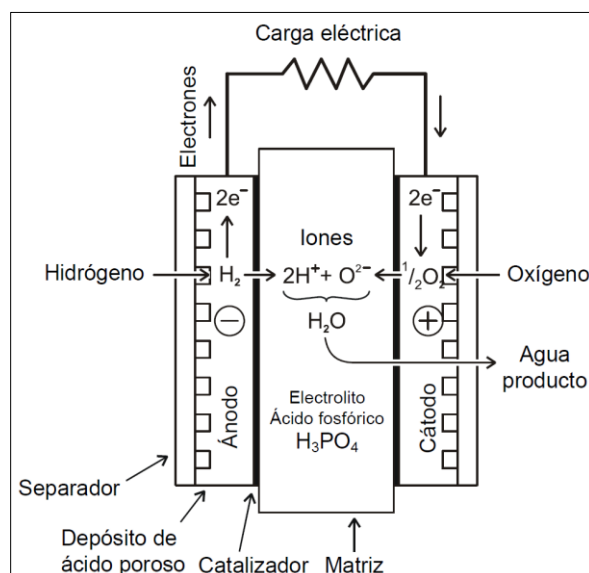 Carga eléctrica
Electrones
2e⁻
2e⁻
Iones
Hidrógeno
H₂
2H⁺ + O²⁻
½O₂
Oxígeno
−
H₂O
+
Agua
producto
Ánodo
Electrolito
Ácido fosfórico
H₃PO₄
Cátodo
Separador
Depósito de
ácido poroso
Catalizador
Matriz